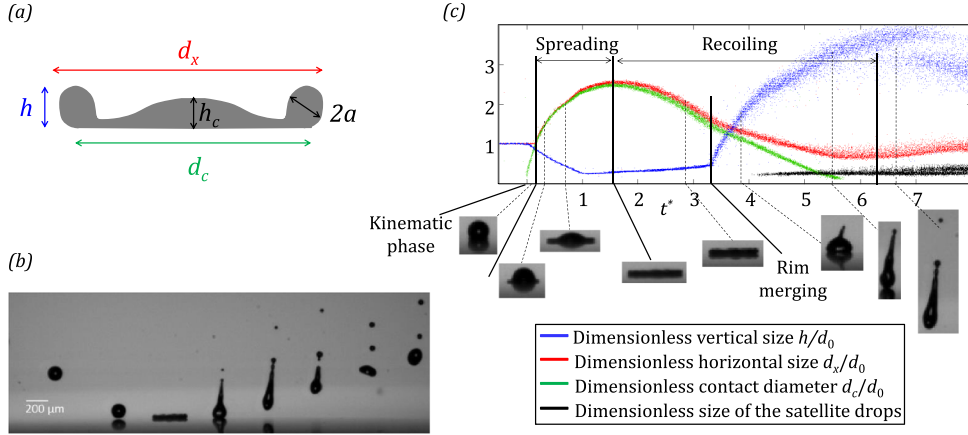 (a)
d_x
h
h_c
2a
d_c
(b)
200 μm
(c)
Spreading
Recoiling
3
2
1
1
2
3
4
5
6
7
t*
Kinematic
phase
Rim
merging
Dimensionless vertical size h/d₀
Dimensionless horizontal size d_x/d₀
Dimensionless contact diameter d_c/d₀
Dimensionless size of the satellite drops